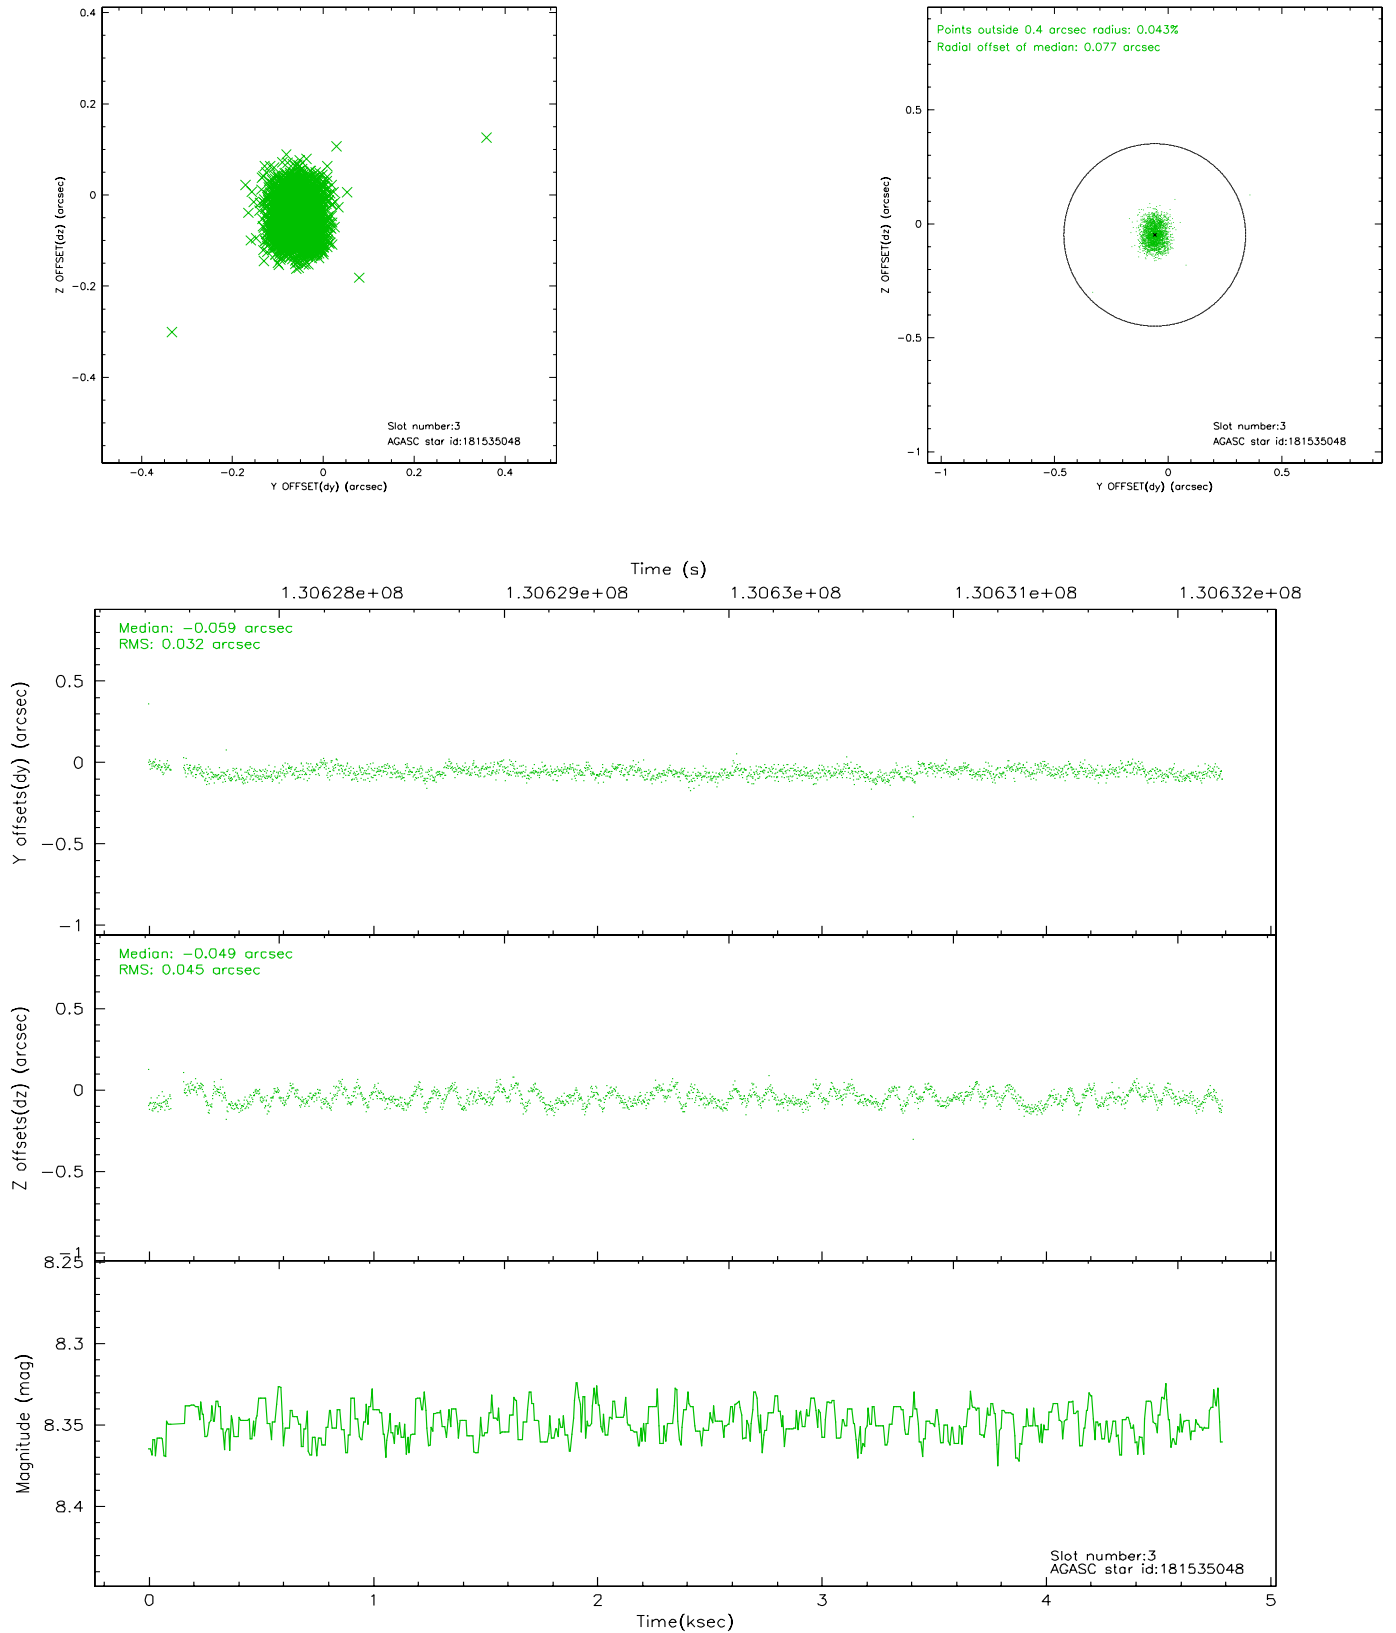 0.4
0.2
0
−0.2
−0.4
Z OFFSET(dz) (arcsec)
Slot number:3
AGASC star id:181535048
−0.4 −0.2 0 0.2 0.4
Y OFFSET(dy) (arcsec)
Points outside 0.4 arcsec radius: 0.043%
Radial offset of median: 0.077 arcsec
0.5
0
−0.5
−1
Z OFFSET(dz) (arcsec)
Slot number:3
AGASC star id:181535048
−1 −0.5 0 0.5
Y OFFSET(dy) (arcsec)
Time (s)
1.30628e+08 1.30629e+08 1.3063e+08 1.30631e+08 1.30632e+08
Median: −0.059 arcsec
RMS: 0.032 arcsec
0.5
0
−0.5
−1
Y offsets(dy) (arcsec)
Median: −0.049 arcsec
RMS: 0.045 arcsec
0.5
0
−0.5
−1
Z offsets(dz) (arcsec)
8.25
8.3
8.35
8.4
Magnitude (mag)
Slot number:3
AGASC star id:181535048
0 1 2 3 4 5
Time(ksec)